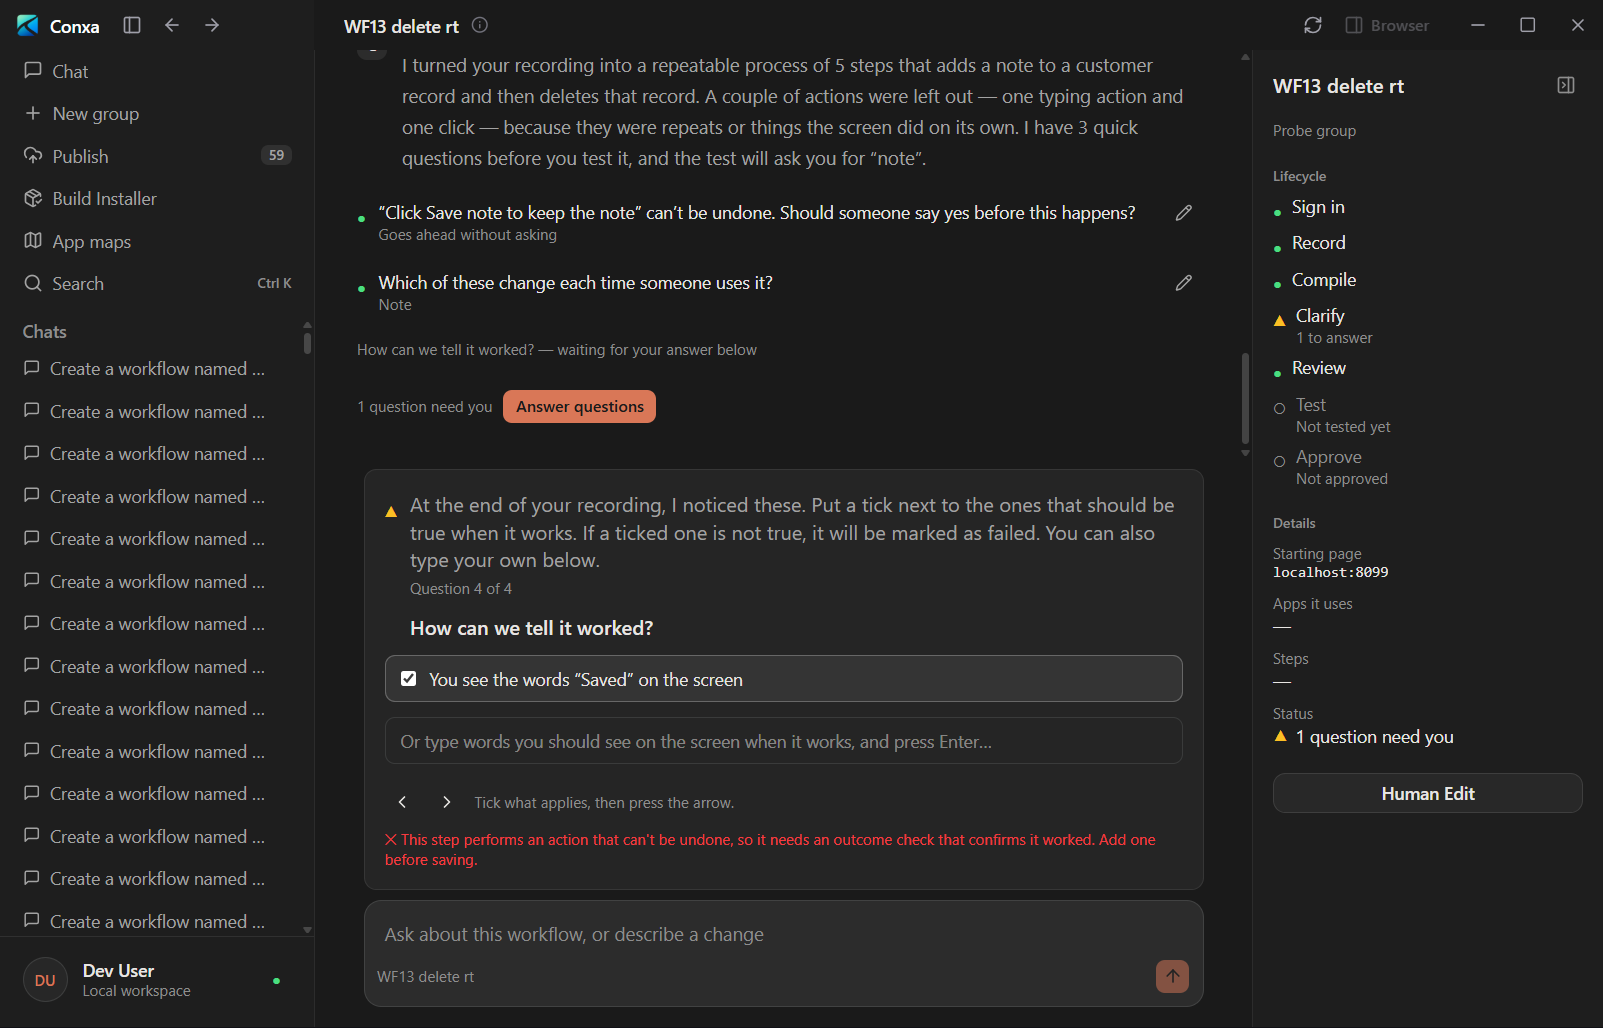 Conxa
WF13 delete rt
Browser
Chat
New group
Publish
59
Build Installer
App maps
Search
Ctrl K
Chats
Create a workflow named ...
Create a workflow named ...
Create a workflow named ...
Create a workflow named ...
Create a workflow named ...
Create a workflow named ...
Create a workflow named ...
Create a workflow named ...
Create a workflow named ...
Create a workflow named ...
Create a workflow named ...
Create a workflow named ...
Create a workflow named ...
Create a workflow named ...
DU
Dev User
Local workspace
I turned your recording into a repeatable process of 5 steps that adds a note to a customer
record and then deletes that record. A couple of actions were left out — one typing action and
one click — because they were repeats or things the screen did on its own. I have 3 quick
questions before you test it, and the test will ask you for “note”.
“Click Save note to keep the note” can’t be undone. Should someone say yes before this happens?
Goes ahead without asking
Which of these change each time someone uses it?
Note
How can we tell it worked? — waiting for your answer below
1 question need you
Answer questions
At the end of your recording, I noticed these. Put a tick next to the ones that should be
true when it works. If a ticked one is not true, it will be marked as failed. You can also
type your own below.
Question 4 of 4
How can we tell it worked?
You see the words “Saved” on the screen
Or type words you should see on the screen when it works, and press Enter...
Tick what applies, then press the arrow.
This step performs an action that can't be undone, so it needs an outcome check that confirms it worked. Add one
before saving.
Ask about this workflow, or describe a change
WF13 delete rt
WF13 delete rt
Probe group
Lifecycle
Sign in
Record
Compile
Clarify
1 to answer
Review
Test
Not tested yet
Approve
Not approved
Details
Starting page
localhost:8099
Apps it uses
—
Steps
—
Status
1 question need you
Human Edit